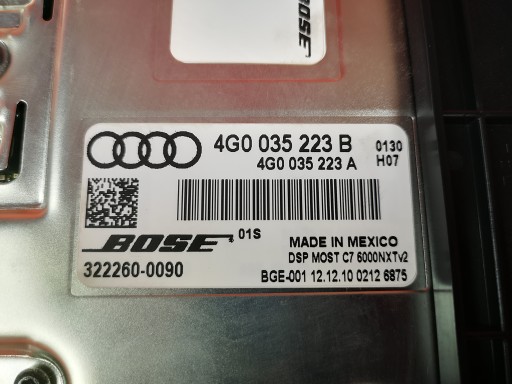 BOSE
4G0 035 223 B 0130
4G0 035 223 A H07
BOSE ® 01S
MADE IN MEXICO
DSP MOST C7 6000NXTv2
322260-0090
BGE-001 12.12.10 0212 6875